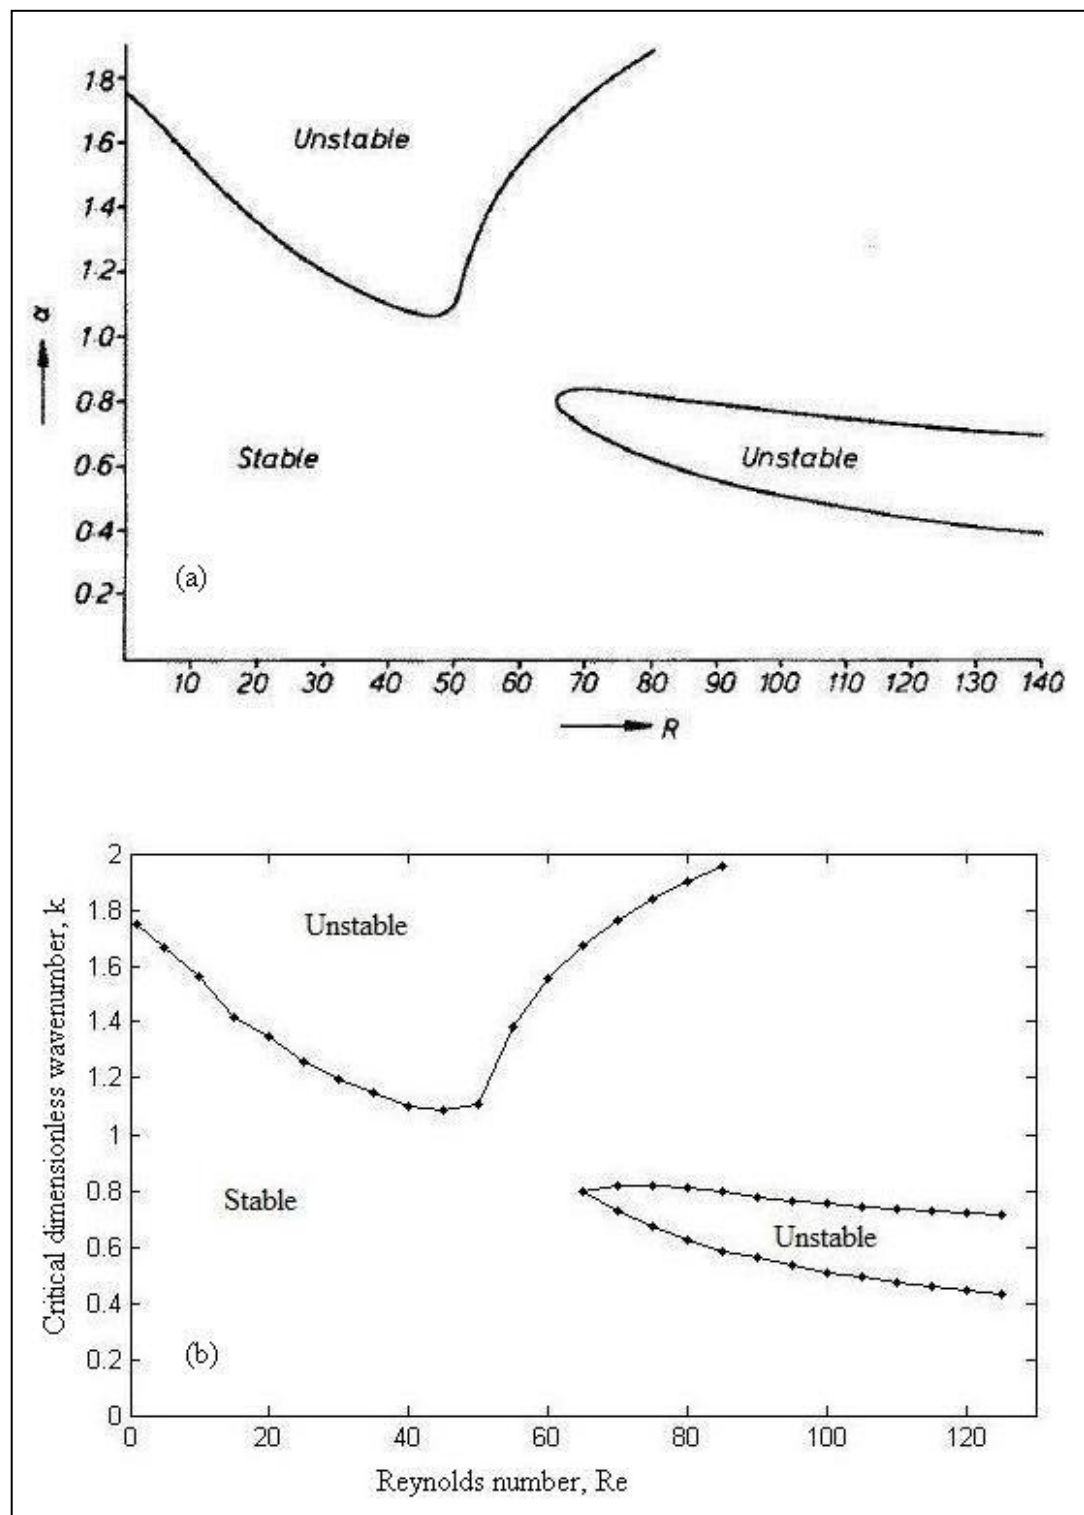 1.8
Unstable
1.6
1.4
1.2
α
1.0
0.8
Stable
Unstable
0.6
0.4
(a)
0.2
10 20 30 40 50 60 70 80 90 100 110 120 130 140
R
2
1.8
Unstable
1.6
1.4
1.2
1
Critical dimensionless wavenumber, k
0.8
Stable
Unstable
0.6
0.4
(b)
0.2
0
0 20 40 60 80 100 120
Reynolds number, Re